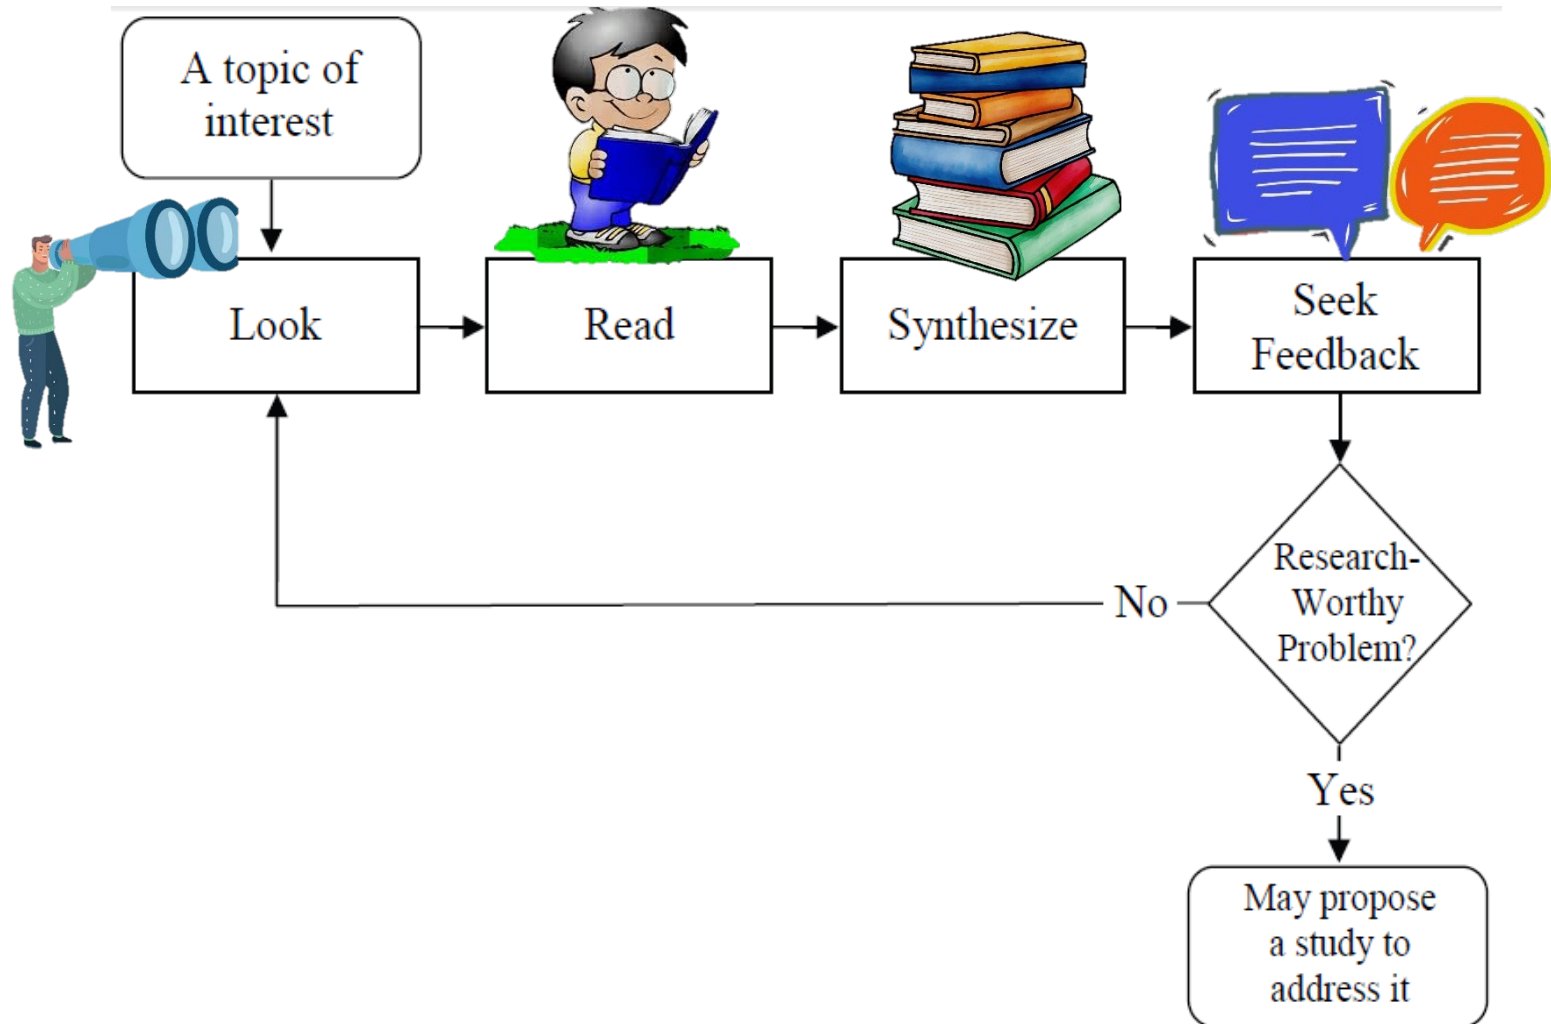 A topic of
interest
Look
Read
Synthesize
Seek
Feedback
Research-
Worthy
Problem?
No
Yes
May propose
a study to
address it